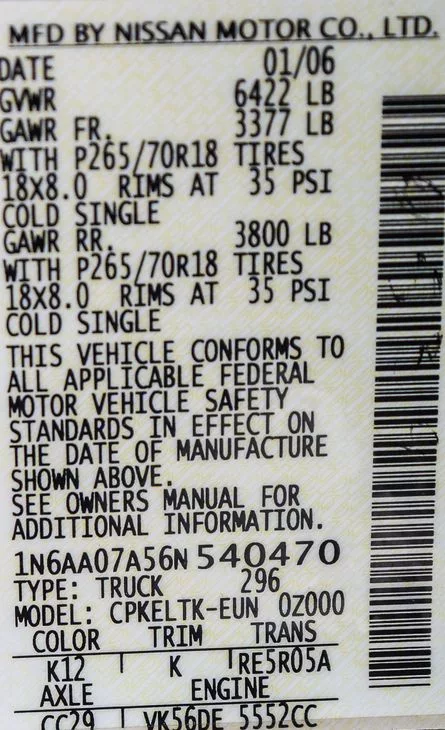 MFD BY NISSAN MOTOR CO., LTD.
DATE 01/06
GVWR 6422 LB
GAWR FR. 3377 LB
WITH P265/70R18 TIRES
18X8.0 RIMS AT 35 PSI
COLD SINGLE
GAWR RR. 3800 LB
WITH P265/70R18 TIRES
18X8.0 RIMS AT 35 PSI
COLD SINGLE
THIS VEHICLE CONFORMS TO
ALL APPLICABLE FEDERAL
MOTOR VEHICLE SAFETY
STANDARDS IN EFFECT ON
THE DATE OF MANUFACTURE
SHOWN ABOVE.
SEE OWNERS MANUAL FOR
ADDITIONAL INFORMATION.
1N6AA07A56N 540470
TYPE: TRUCK 296
MODEL: CPKELTK-EUN 0Z000
COLOR TRIM TRANS
K12 K RE5R05A
AXLE ENGINE
CC29 VK56DE 5552CC